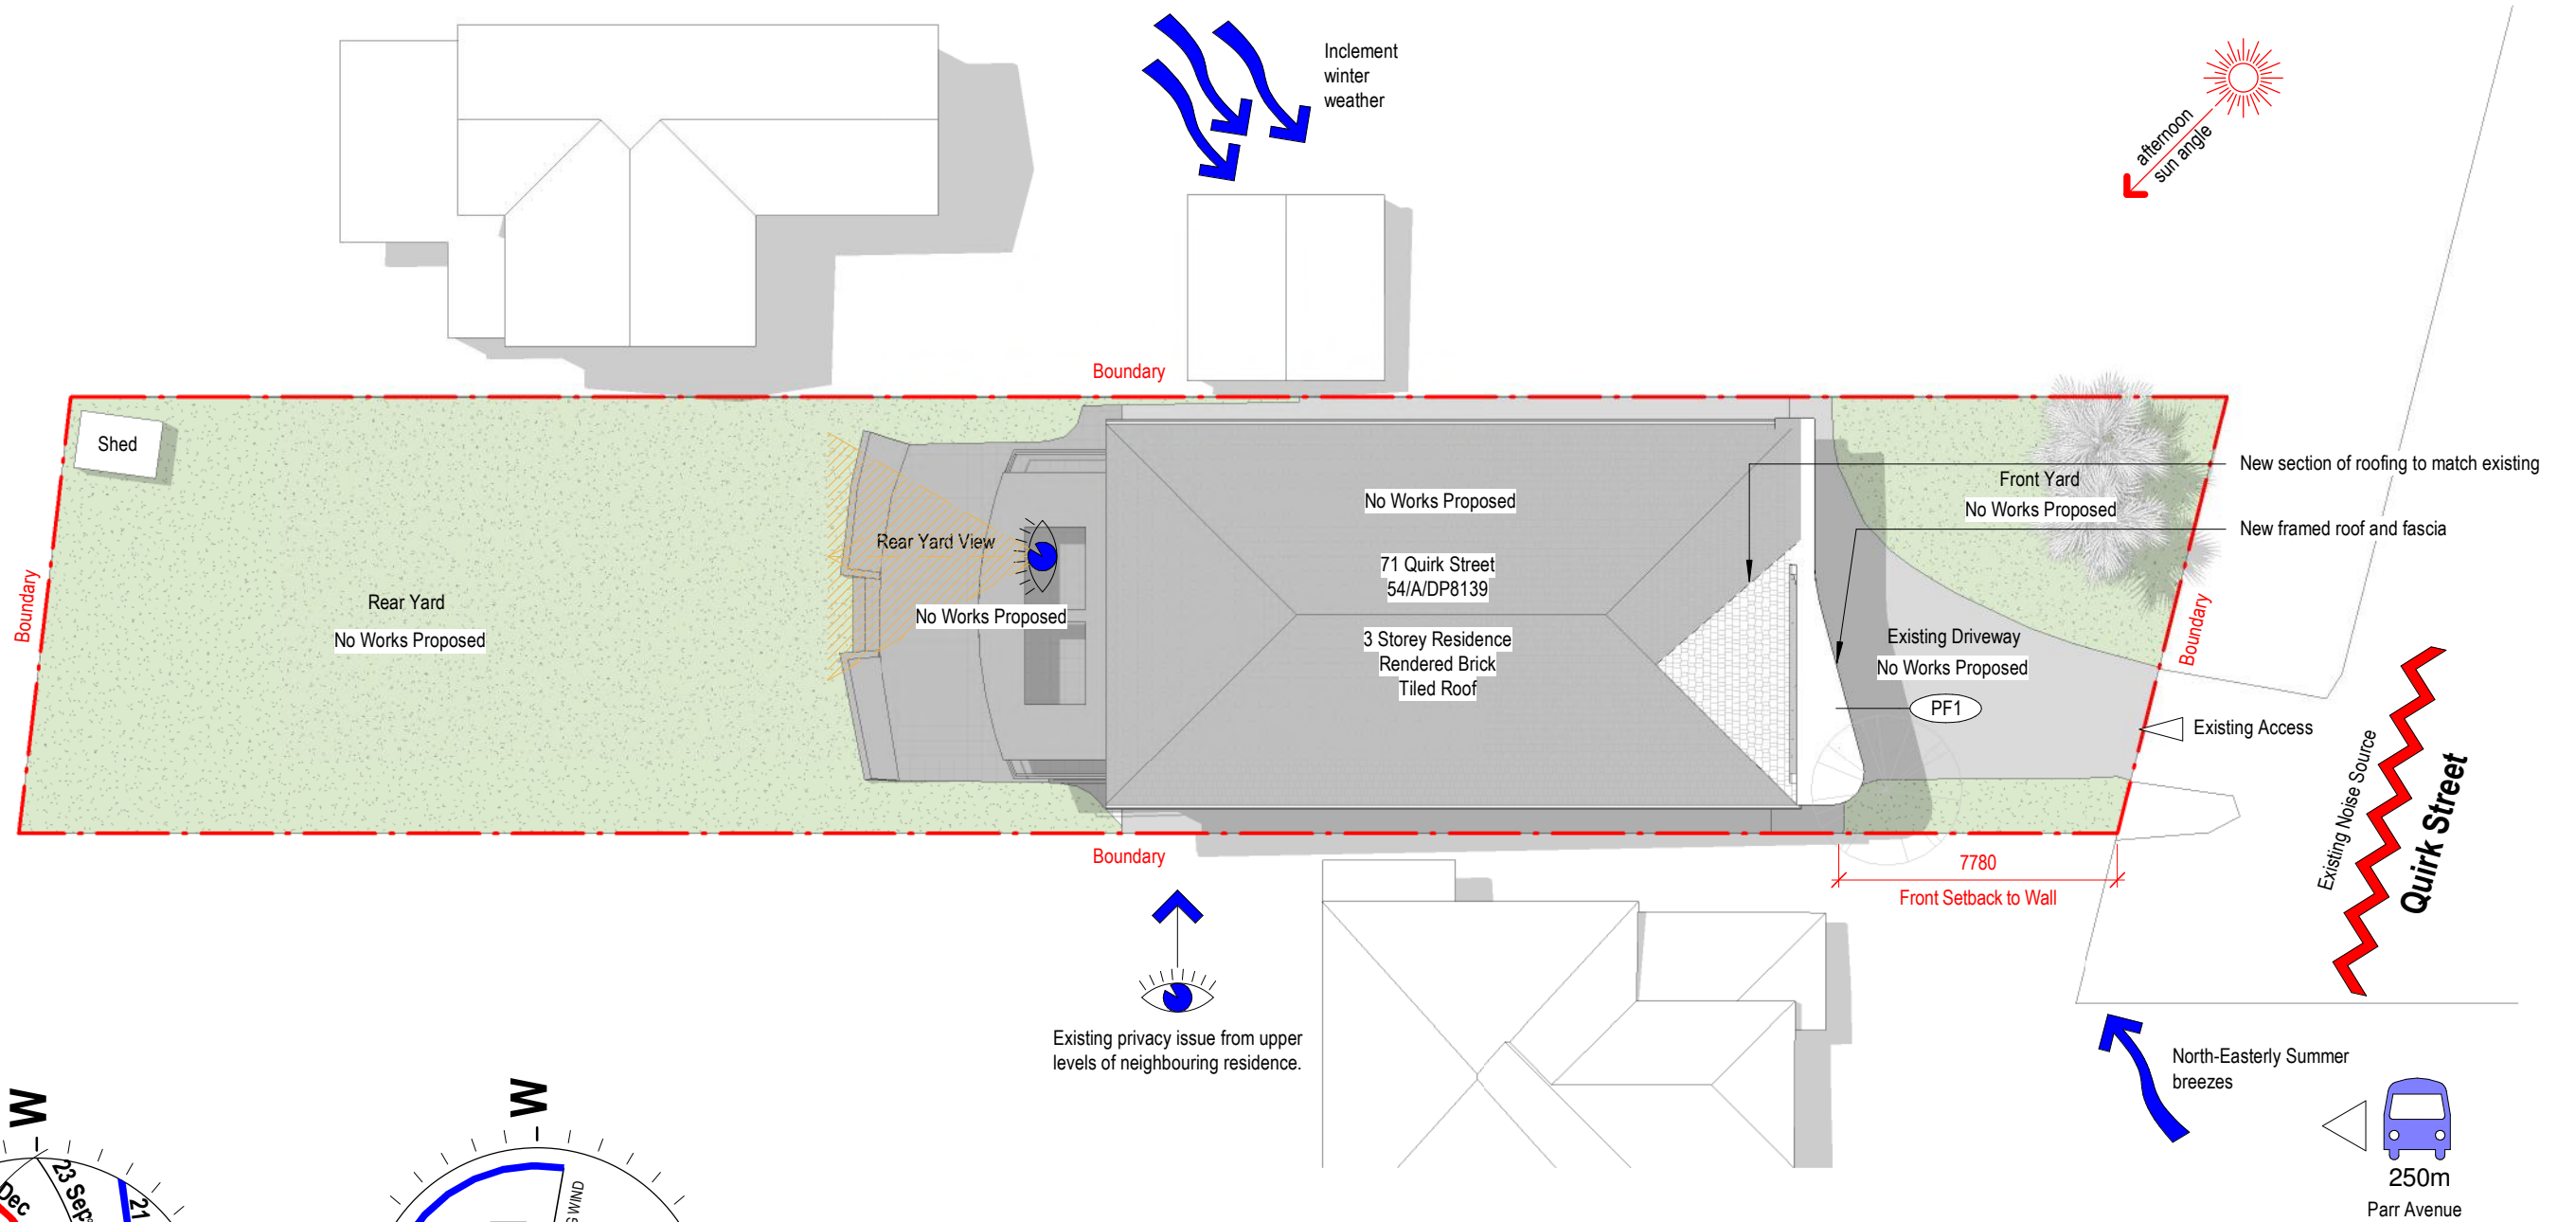 Inclement
winter
weather
afternoon
sun angle
Boundary
Shed
New section of roofing to match existing
Front Yard
No Works Proposed
No Works Proposed
New framed roof and fascia
Rear Yard View
71 Quirk Street
54/A/DP8139
Rear Yard
No Works Proposed
No Works Proposed
3 Storey Residence
Rendered Brick
Tiled Roof
Existing Driveway
No Works Proposed
Boundary
Boundary
PF1
Existing Access
Existing Noise Source
Quirk Street
Boundary
7780
Front Setback to Wall
Existing privacy issue from upper
levels of neighbouring residence.
North-Easterly Summer
breezes
250m
Parr Avenue
W
W
Dec
23 Sep
21
WIND